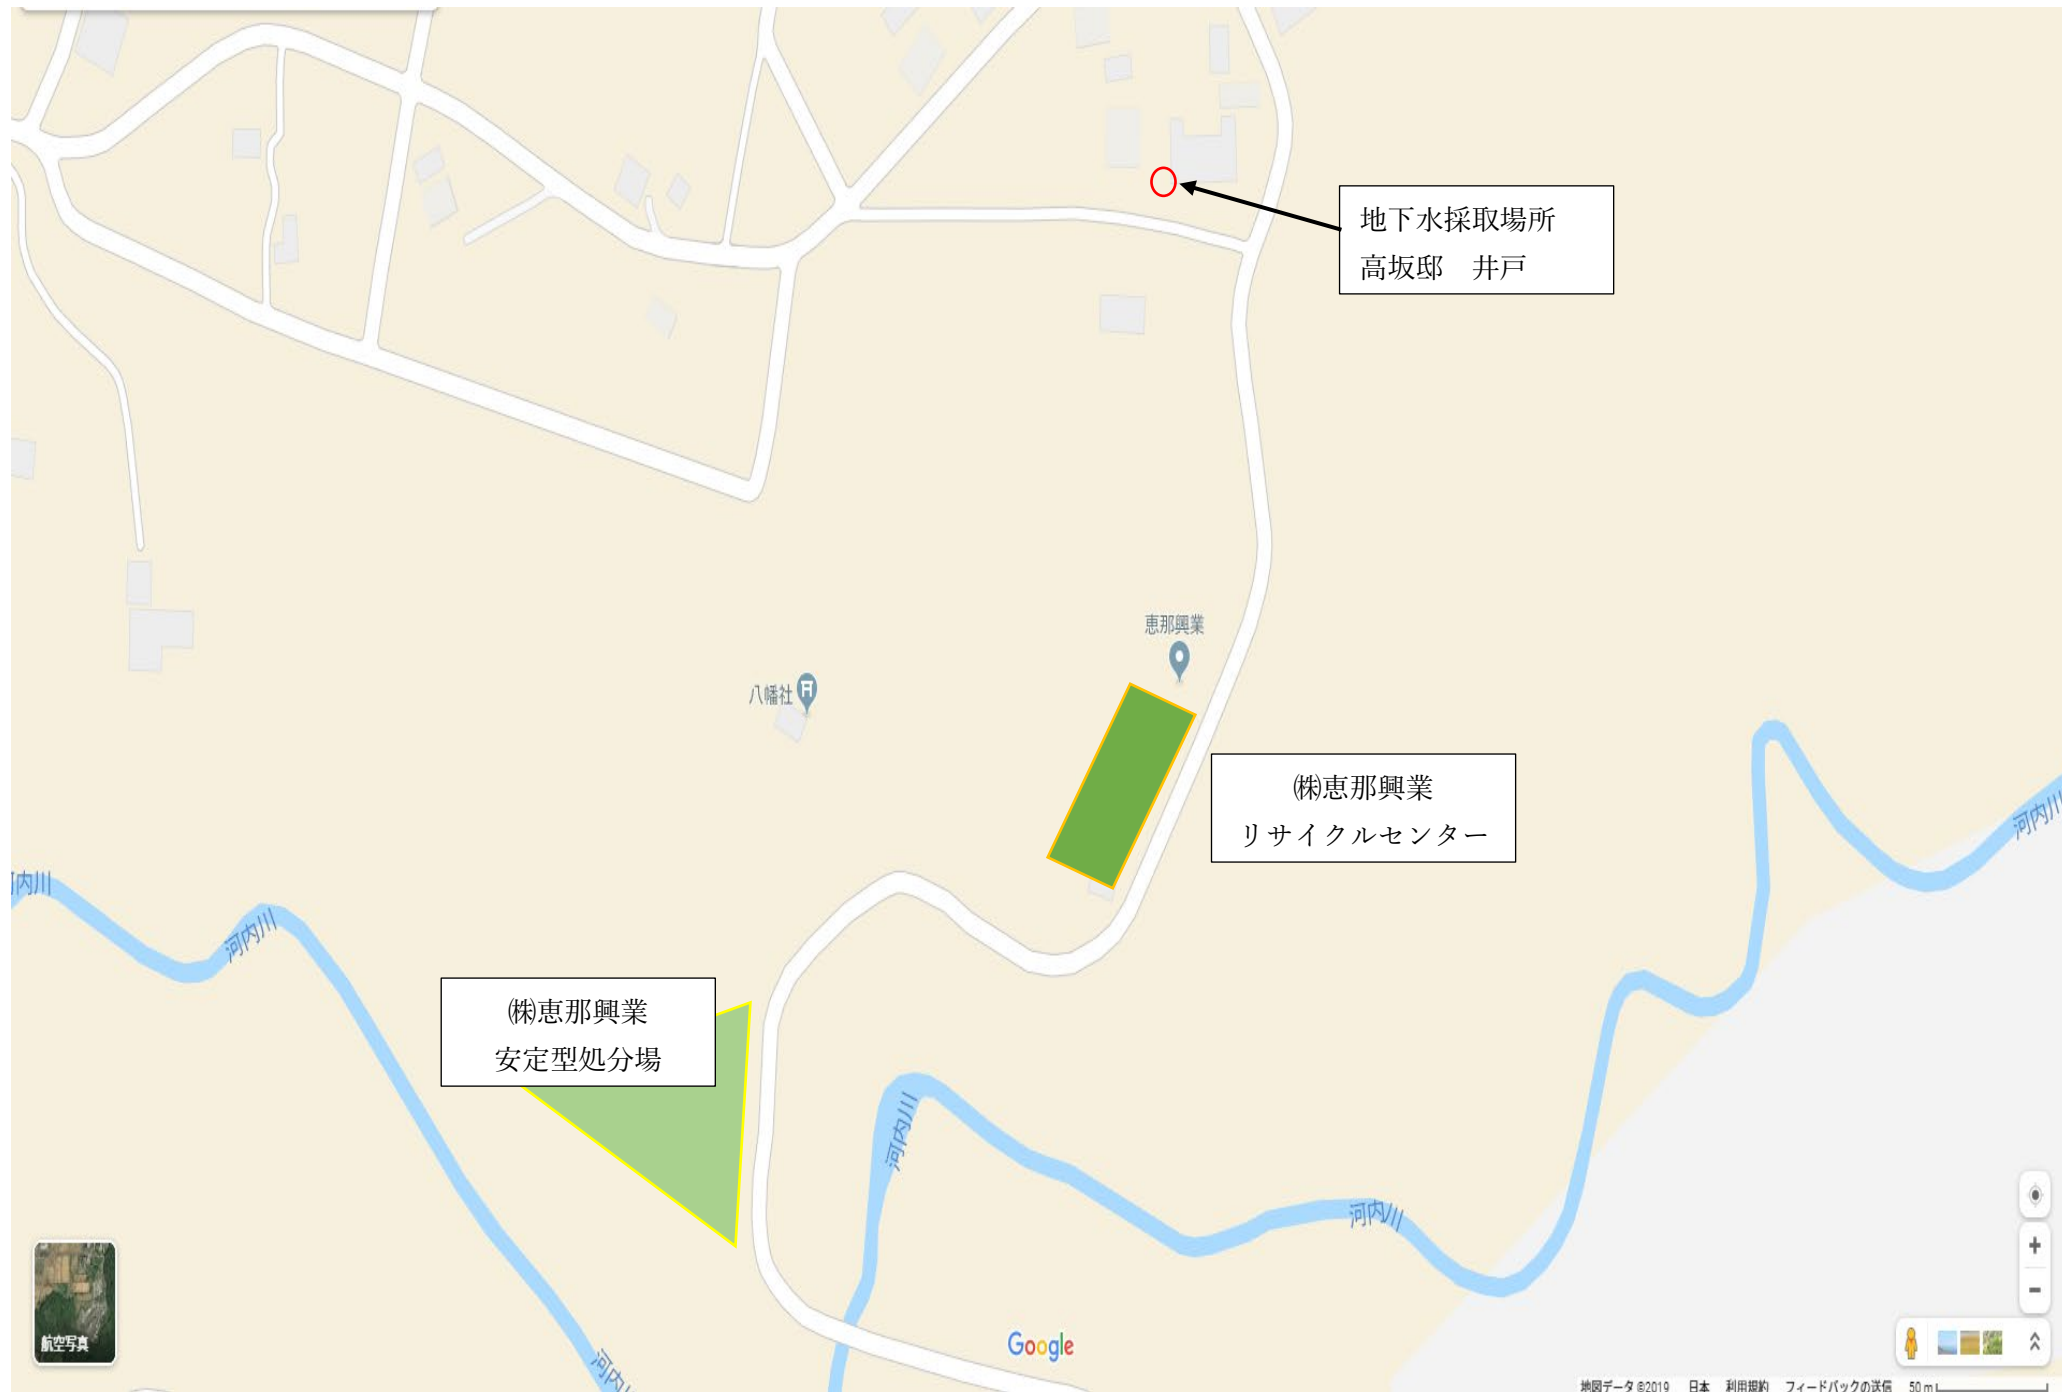 地下水採取場所
高坂邸　井戸
恵那興業
八幡社
㈱恵那興業
リサイクルセンター
河内川
河内川
河内川
㈱恵那興業
安定型処分場
河内川
河内川
河内川
航空写真
Google
地図データ ©2019　日本　利用規約　フィードバックの送信　50 m